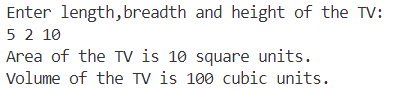 Enter length,breadth and height of the TV:
5 2 10
Area of the TV is 10 square units.
Volume of the TV is 100 cubic units.